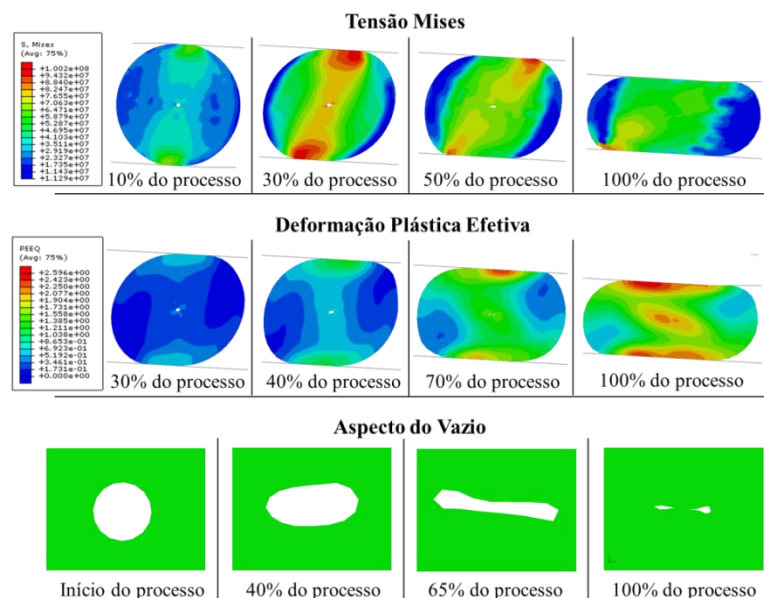 Tensão Mises
S, Mises
(Avg: 75%)
+1.002e+08
+9.432e+07
+8.840e+07
+8.247e+07
+7.655e+07
+7.063e+07
+6.471e+07
+5.879e+07
+5.287e+07
+4.695e+07
+4.103e+07
+3.511e+07
+2.919e+07
+2.327e+07
+1.735e+07
+1.143e+07
+1.129e+07
10% do processo
30% do processo
50% do processo
100% do processo
Deformação Plástica Efetiva
PEEQ
(Avg: 75%)
+2.596e+00
+2.423e+00
+2.250e+00
+2.077e+00
+1.904e+00
+1.731e+00
+1.558e+00
+1.385e+00
+1.211e+00
+1.038e+00
+8.653e-01
+6.923e-01
+5.192e-01
+3.461e-01
+1.731e-01
+0.000e+00
30% do processo
40% do processo
70% do processo
100% do processo
Aspecto do Vazio
Início do processo
40% do processo
65% do processo
100% do processo